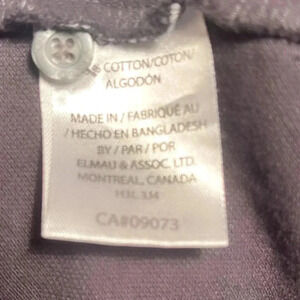 % COTTON/COTON/
ALGODÓN
MADE IN / FABRIQUÉ AU
/ HECHO EN BANGLADESH
BY / PAR / POR
ELMAU & ASSOC. LTD.
MONTREAL, CANADA
CA#09073